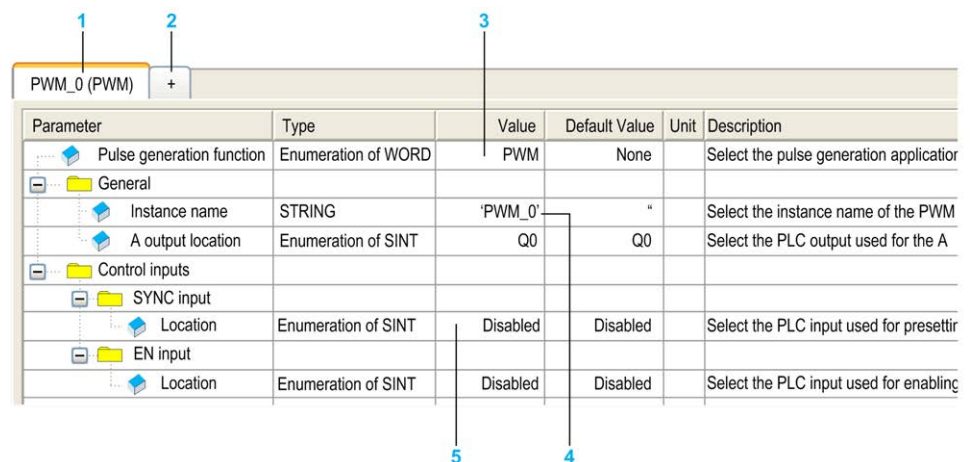 1 2 3
PWM_0 (PWM) +
Parameter Type Value Default Value Unit Description
Pulse generation function Enumeration of WORD PWM None Select the pulse generation application
General
Instance name STRING ‘PWM_0’ “ Select the instance name of the PWM
A output location Enumeration of SINT Q0 Q0 Select the PLC output used for the A
Control inputs
SYNC input
Location Enumeration of SINT Disabled Disabled Select the PLC input used for presettin
EN input
Location Enumeration of SINT Disabled Disabled Select the PLC input used for enabling
5 4